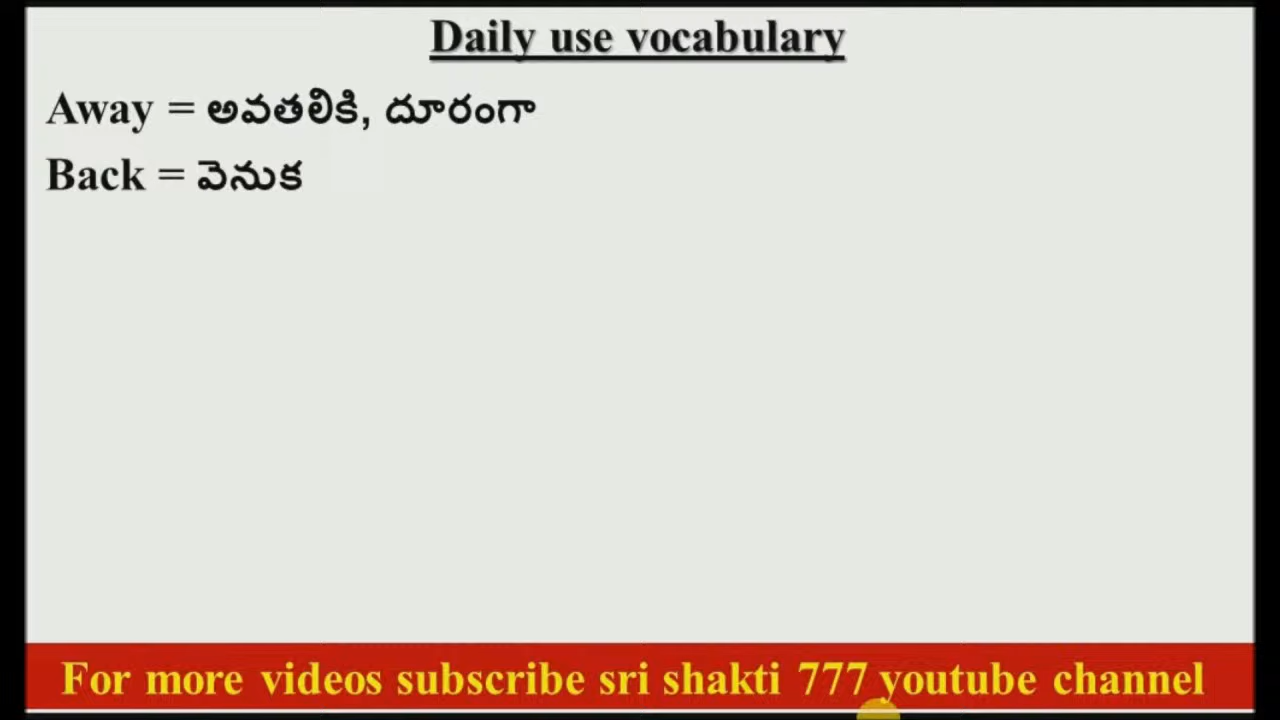 Daily use vocabulary
Away = అవతలికి, దూరంగా
Back = వెనుక
For more videos subscribe sri shakti 777 youtube channel